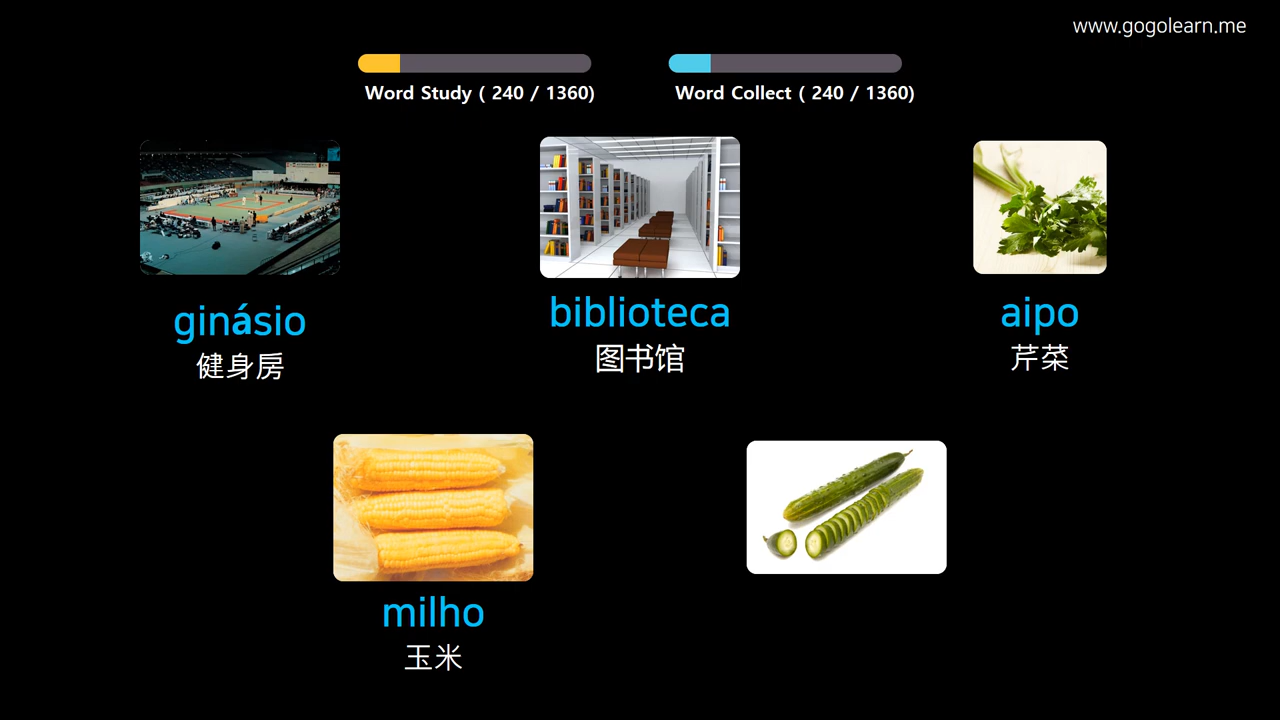 www.gogolearn.me
Word Study ( 240 / 1360)
Word Collect ( 240 / 1360)
ginásio
健身房
biblioteca
图书馆
aipo
芹菜
milho
玉米